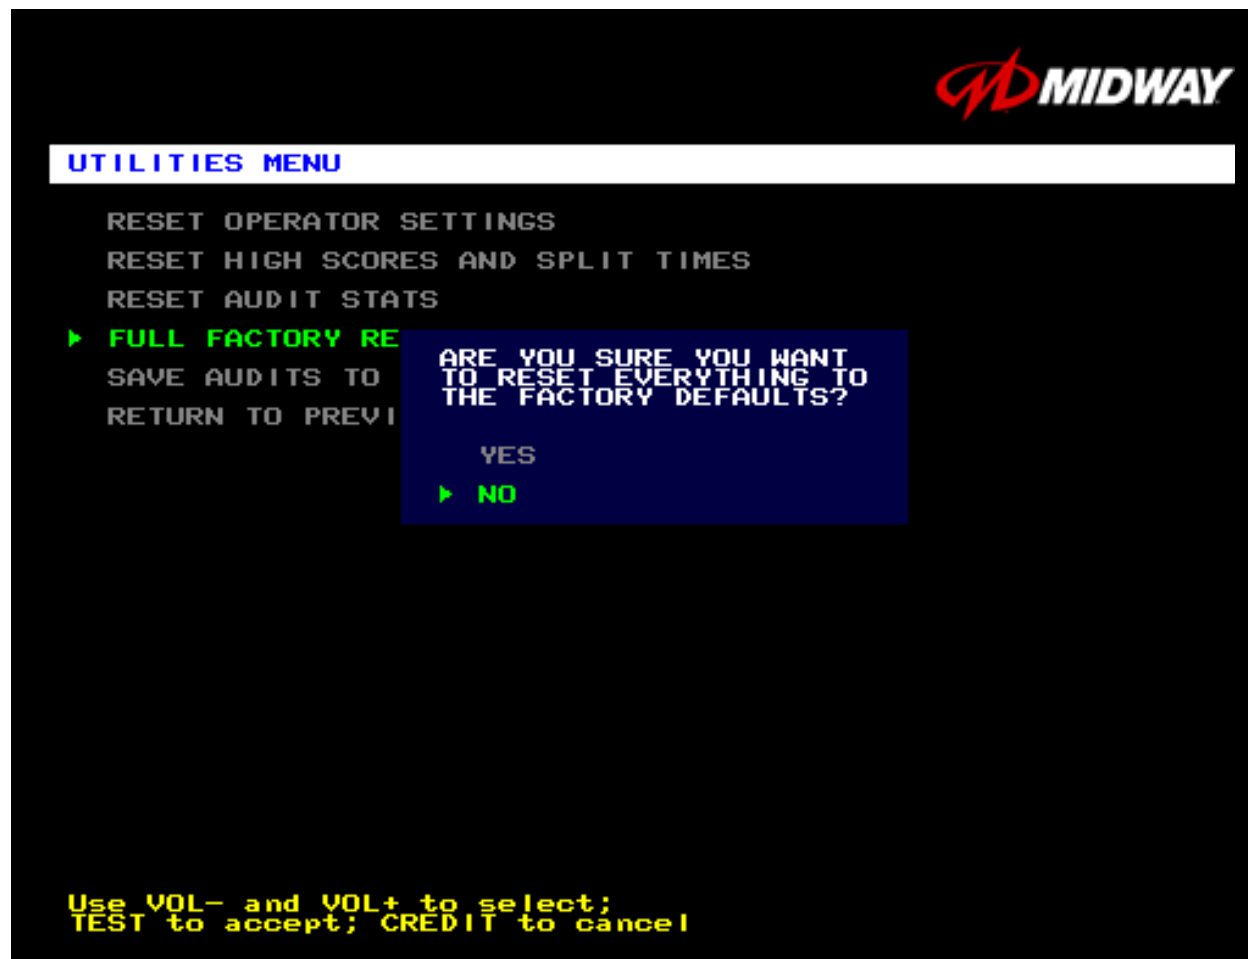 MIDWAY
UTILITIES MENU
RESET OPERATOR SETTINGS
RESET HIGH SCORES AND SPLIT TIMES
RESET AUDIT STATS
FULL FACTORY RE
SAVE AUDITS TO
RETURN TO PREVI
ARE YOU SURE YOU WANT
TO RESET EVERYTHING TO
THE FACTORY DEFAULTS?
YES
NO
Use VOL- and VOL+ to select;
TEST to accept; CREDIT to cancel